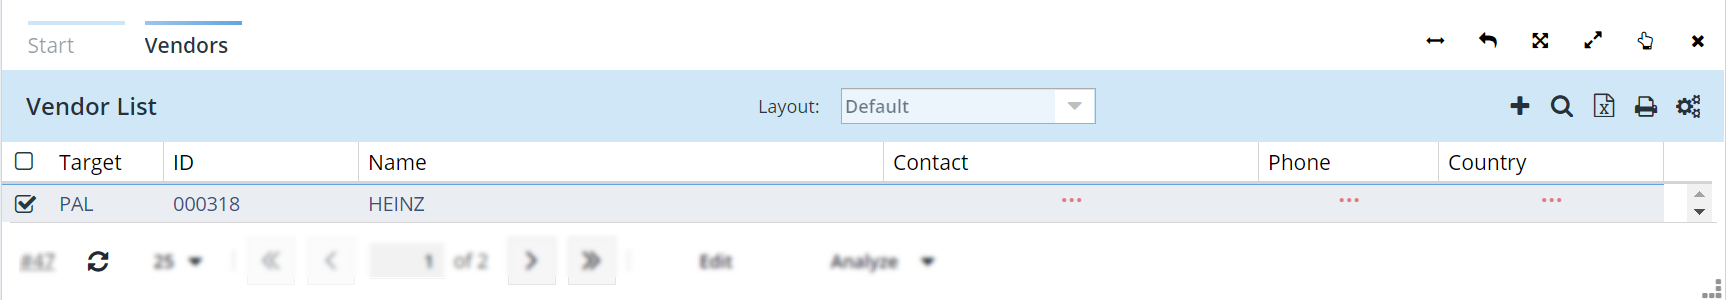 Start Vendors
Vendor List Layout: Default
Target ID Name Contact Phone Country
PAL 000318 HEINZ ... ... ...
#47 25 1 of 2 Edit Analyze